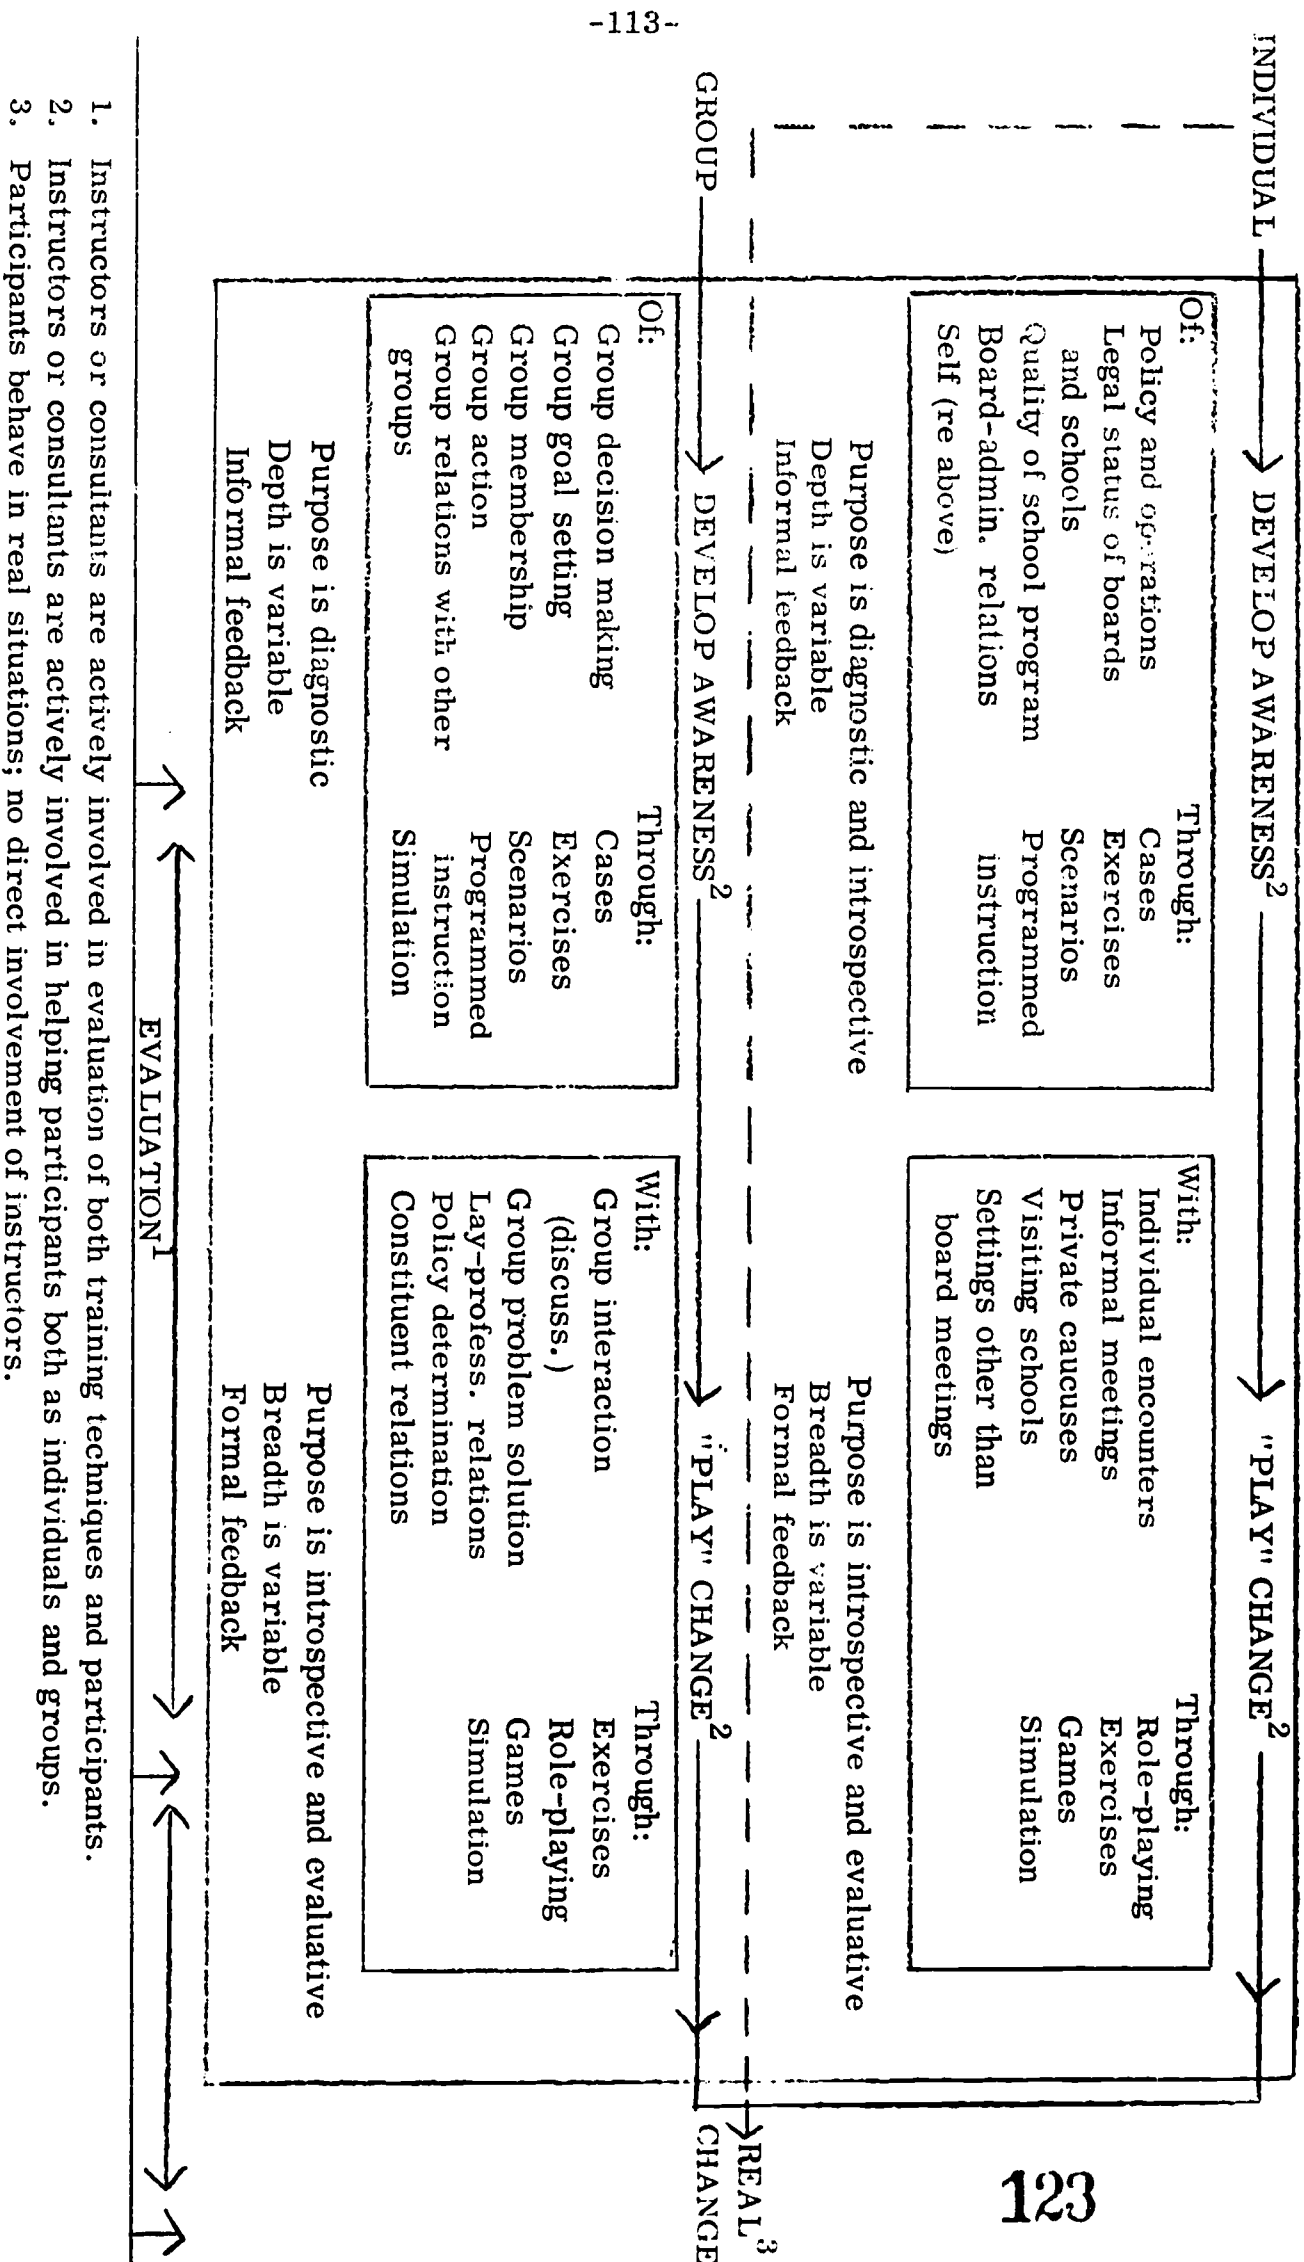 -113-
INDIVIDUAL
DEVELOP AWARENESS2
"PLAY" CHANGE2
Of:
Policy and operations
Legal status of boards
and schools
Quality of school program
Board-admin. relations
Self (re above)
Through:
Cases
Exercises
Scenarios
Programmed
instruction
With:
Individual encounters
Informal meetings
Private caucuses
Visiting schools
Settings other than
board meetings
Through:
Role-playing
Exercises
Games
Simulation
Purpose is diagnostic and introspective
Depth is variable
Informal feedback
Purpose is introspective and evaluative
Breadth is variable
Formal feedback
REAL3
CHANGE
GROUP
DEVELOP AWARENESS2
"PLAY" CHANGE2
Of:
Group decision making
Group goal setting
Group membership
Group action
Group relations with other
groups
Through:
Cases
Exercises
Scenarios
Programmed
instruction
Simulation
With:
Group interaction
(discuss.)
Group problem solution
Lay-profess. relations
Policy determination
Constituent relations
Through:
Exercises
Role-playing
Games
Simulation
Purpose is diagnostic
Depth is variable
Informal feedback
Purpose is introspective and evaluative
Breadth is variable
Formal feedback
EVALUATION1
1. Instructors or consultants are actively involved in evaluation of both training techniques and participants.
2. Instructors or consultants are actively involved in helping participants both as individuals and groups.
3. Participants behave in real situations; no direct involvement of instructors.
123